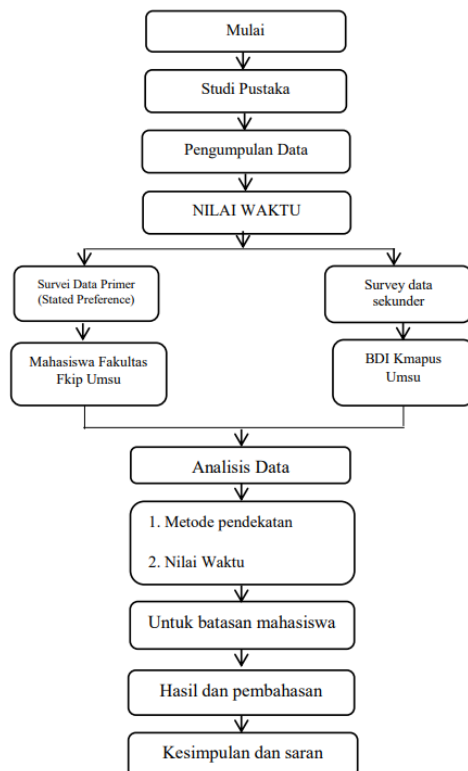 Mulai
Studi Pustaka
Pengumpulan Data
NILAI WAKTU
Survei Data Primer
(Stated Preference)
Survey data
sekunder
Mahasiswa Fakultas
Fkip Umsu
BDI Kmapus
Umsu
Analisis Data
1. Metode pendekatan
2. Nilai Waktu
Untuk batasan mahasiswa
Hasil dan pembahasan
Kesimpulan dan saran